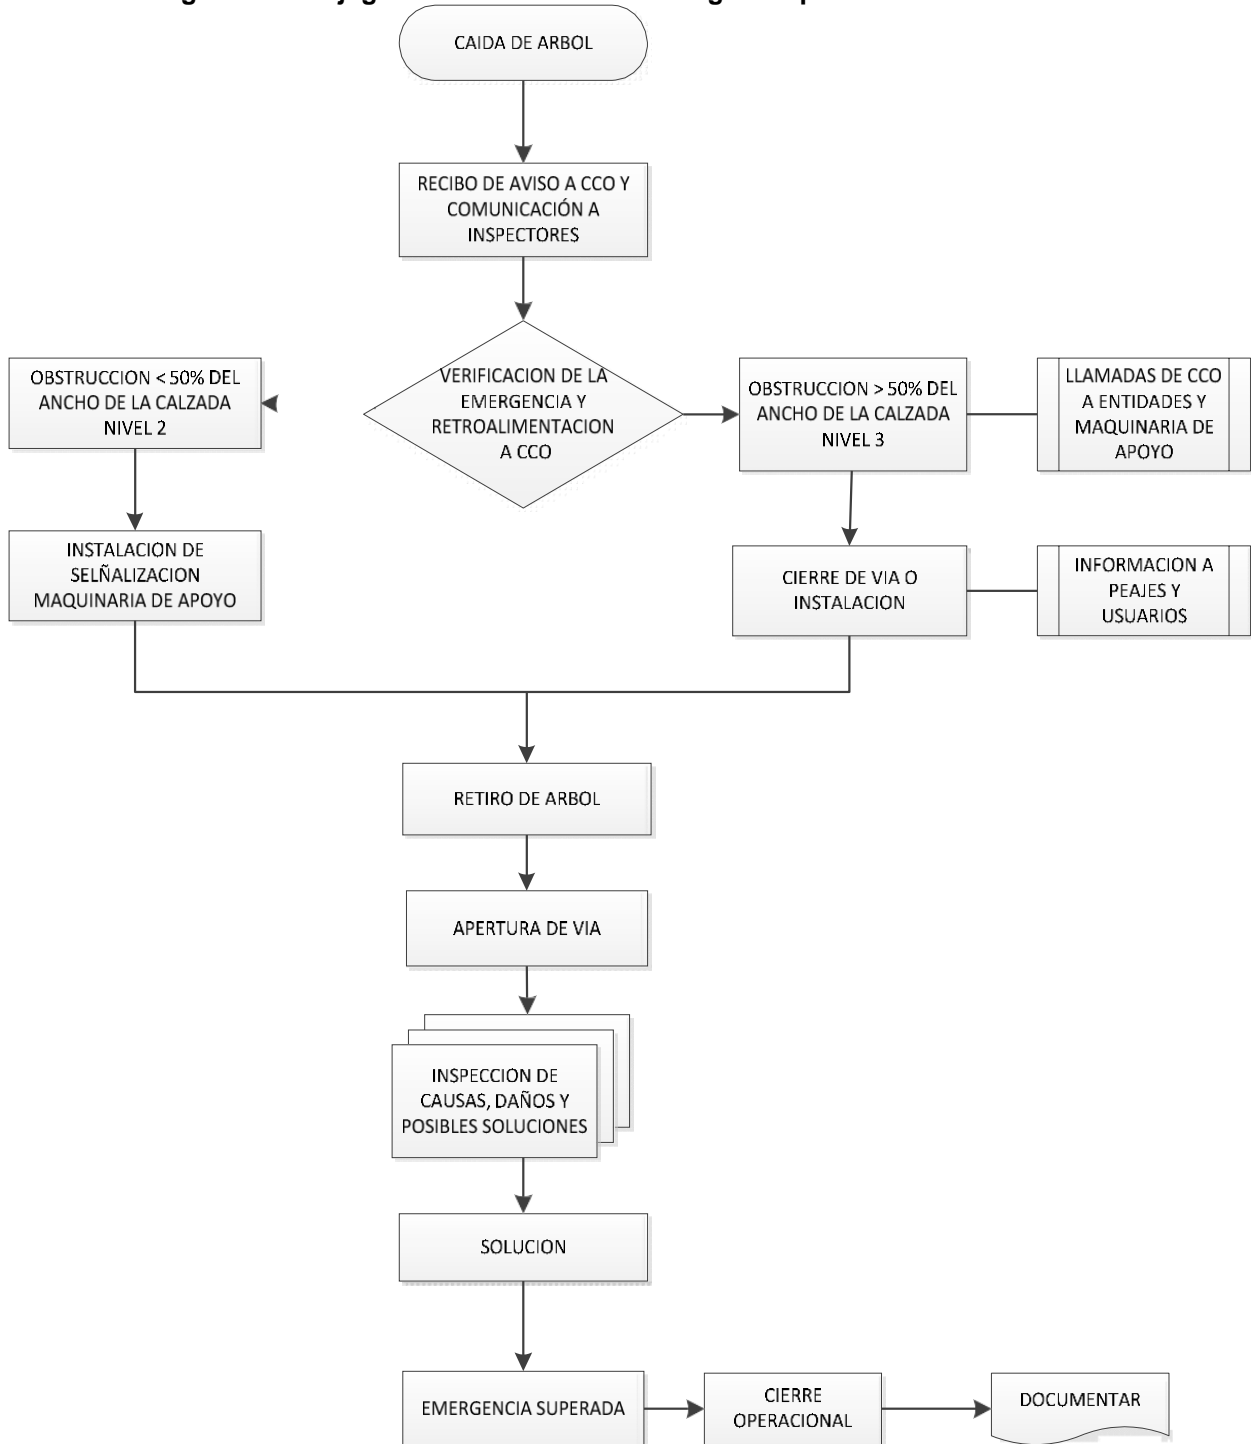 CAIDA DE ARBOL
RECIBO DE AVISO A CCO Y
COMUNICACIÓN A
INSPECTORES
VERIFICACION DE LA
EMERGENCIA Y
RETROALIMENTACION
A CCO
OBSTRUCCION < 50% DEL
ANCHO DE LA CALZADA
NIVEL 2
OBSTRUCCION > 50% DEL
ANCHO DE LA CALZADA
NIVEL 3
LLAMADAS DE CCO
A ENTIDADES Y
MAQUINARIA DE
APOYO
INSTALACION DE
SELÑALIZACION
MAQUINARIA DE APOYO
CIERRE DE VIA O
INSTALACION
INFORMACION A
PEAJES Y
USUARIOS
RETIRO DE ARBOL
APERTURA DE VIA
INSPECCION DE
CAUSAS, DAÑOS Y
POSIBLES SOLUCIONES
SOLUCION
EMERGENCIA SUPERADA
CIERRE
OPERACIONAL
DOCUMENTAR